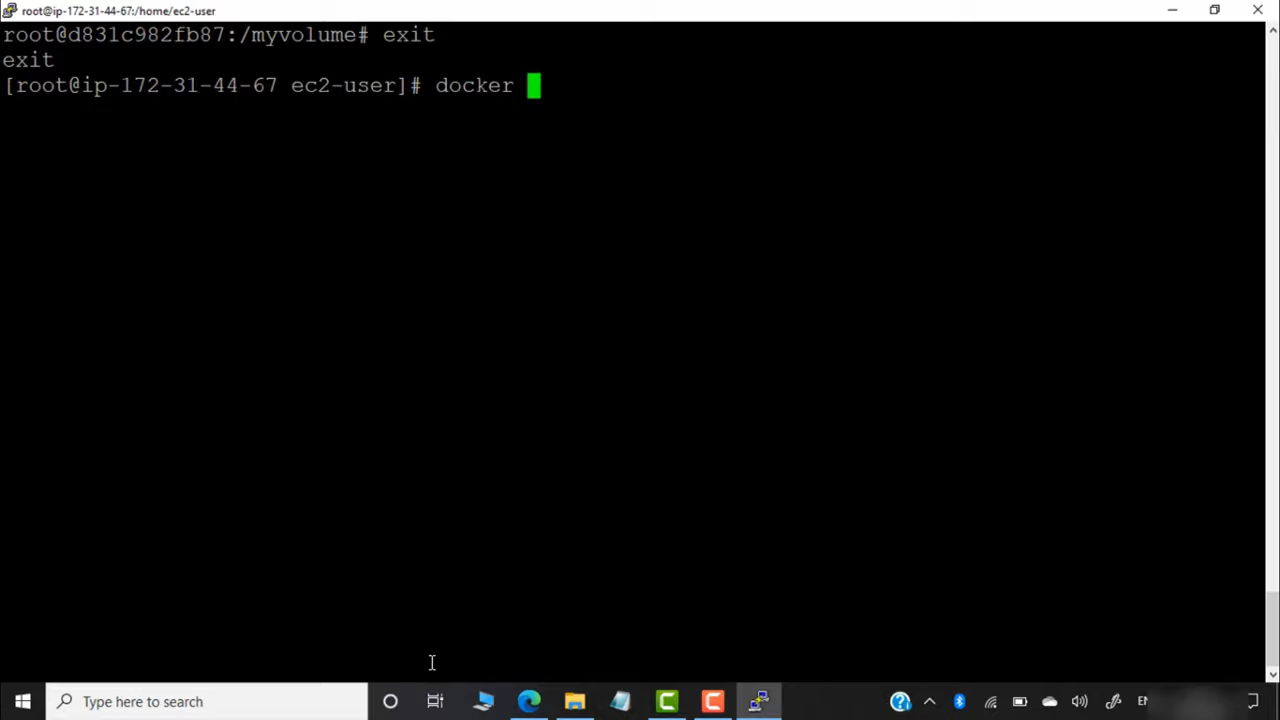 root@ip-172-31-44-67:/home/ec2-user
root@d831c982fb87:/myvolume# exit
exit
[root@ip-172-31-44-67 ec2-user]# docker
Type here to search